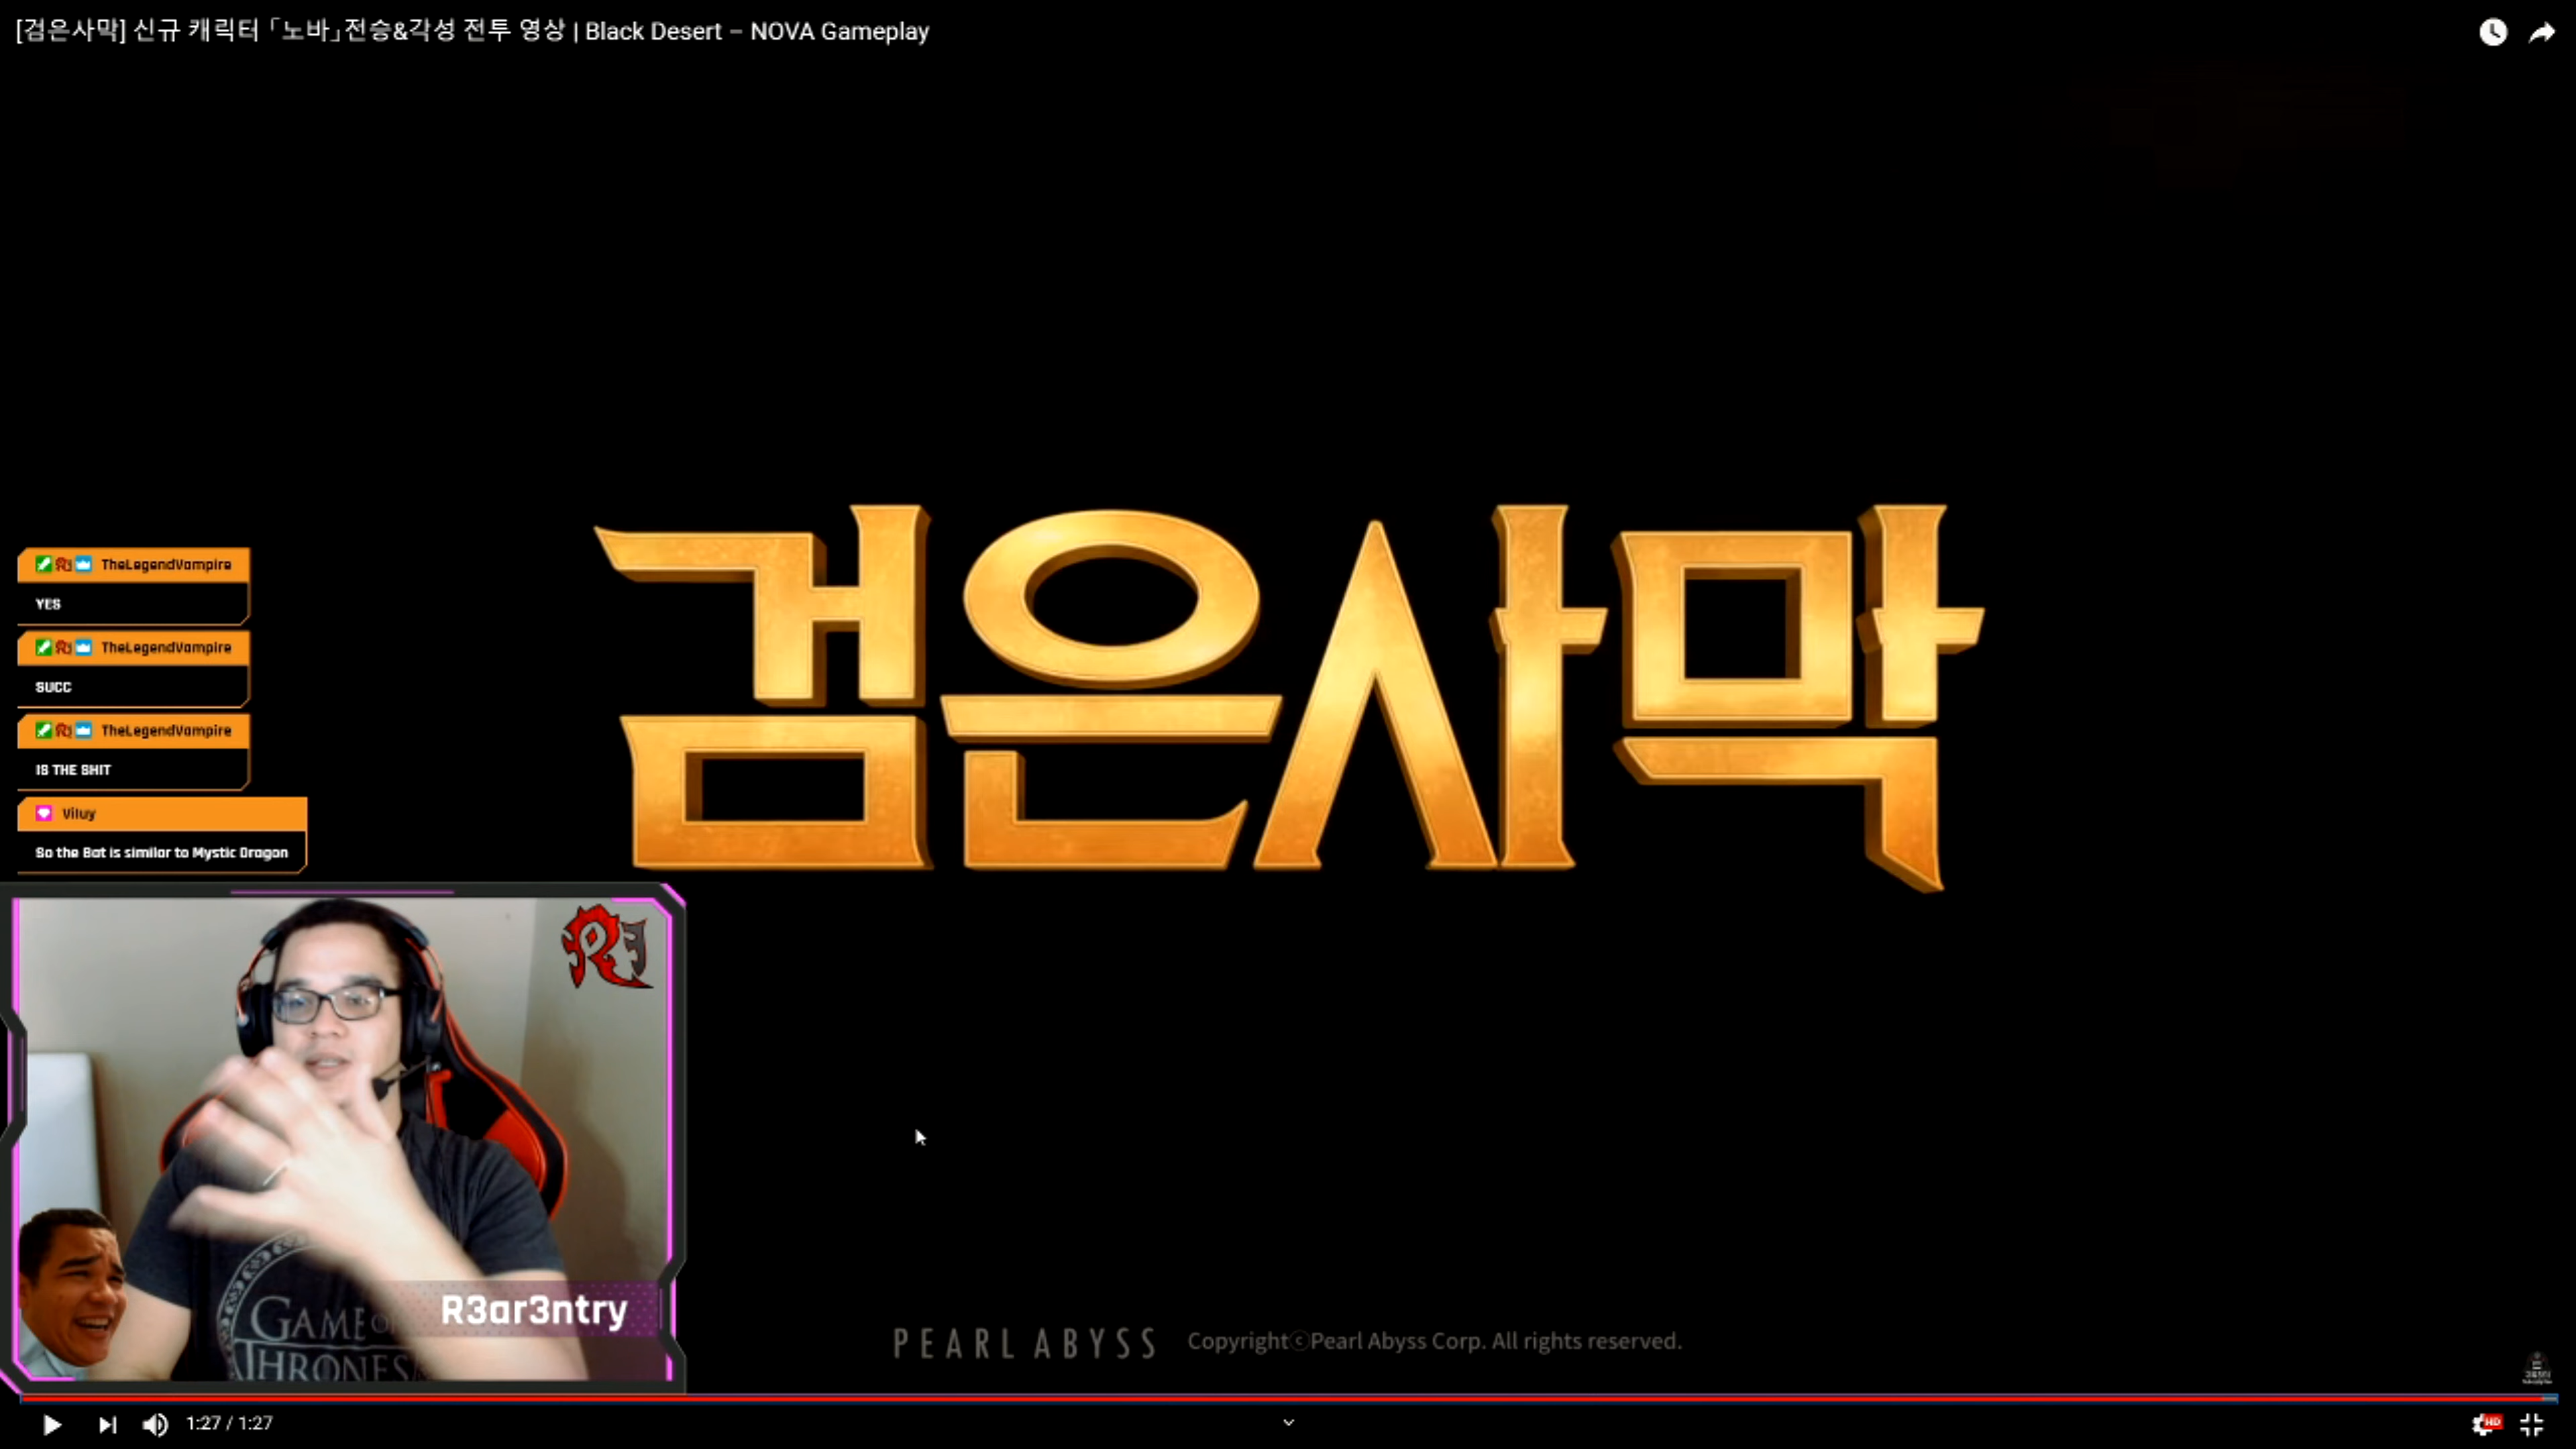 [검은사막] 신규 캐릭터 「노바」전승&각성 전투 영상 | Black Desert – NOVA Gameplay
검은사막
TheLegendVampire
YES
TheLegendVampire
SUCC
TheLegendVampire
IS THE SHIT
Viluy
So the Bat is similar to Mystic Dragon
R3
R3ar3ntry
GAME OF
THRONES
PEARL ABYSS
CopyrightⓒPearl Abyss Corp. All rights reserved.
1:27 / 1:27
HD